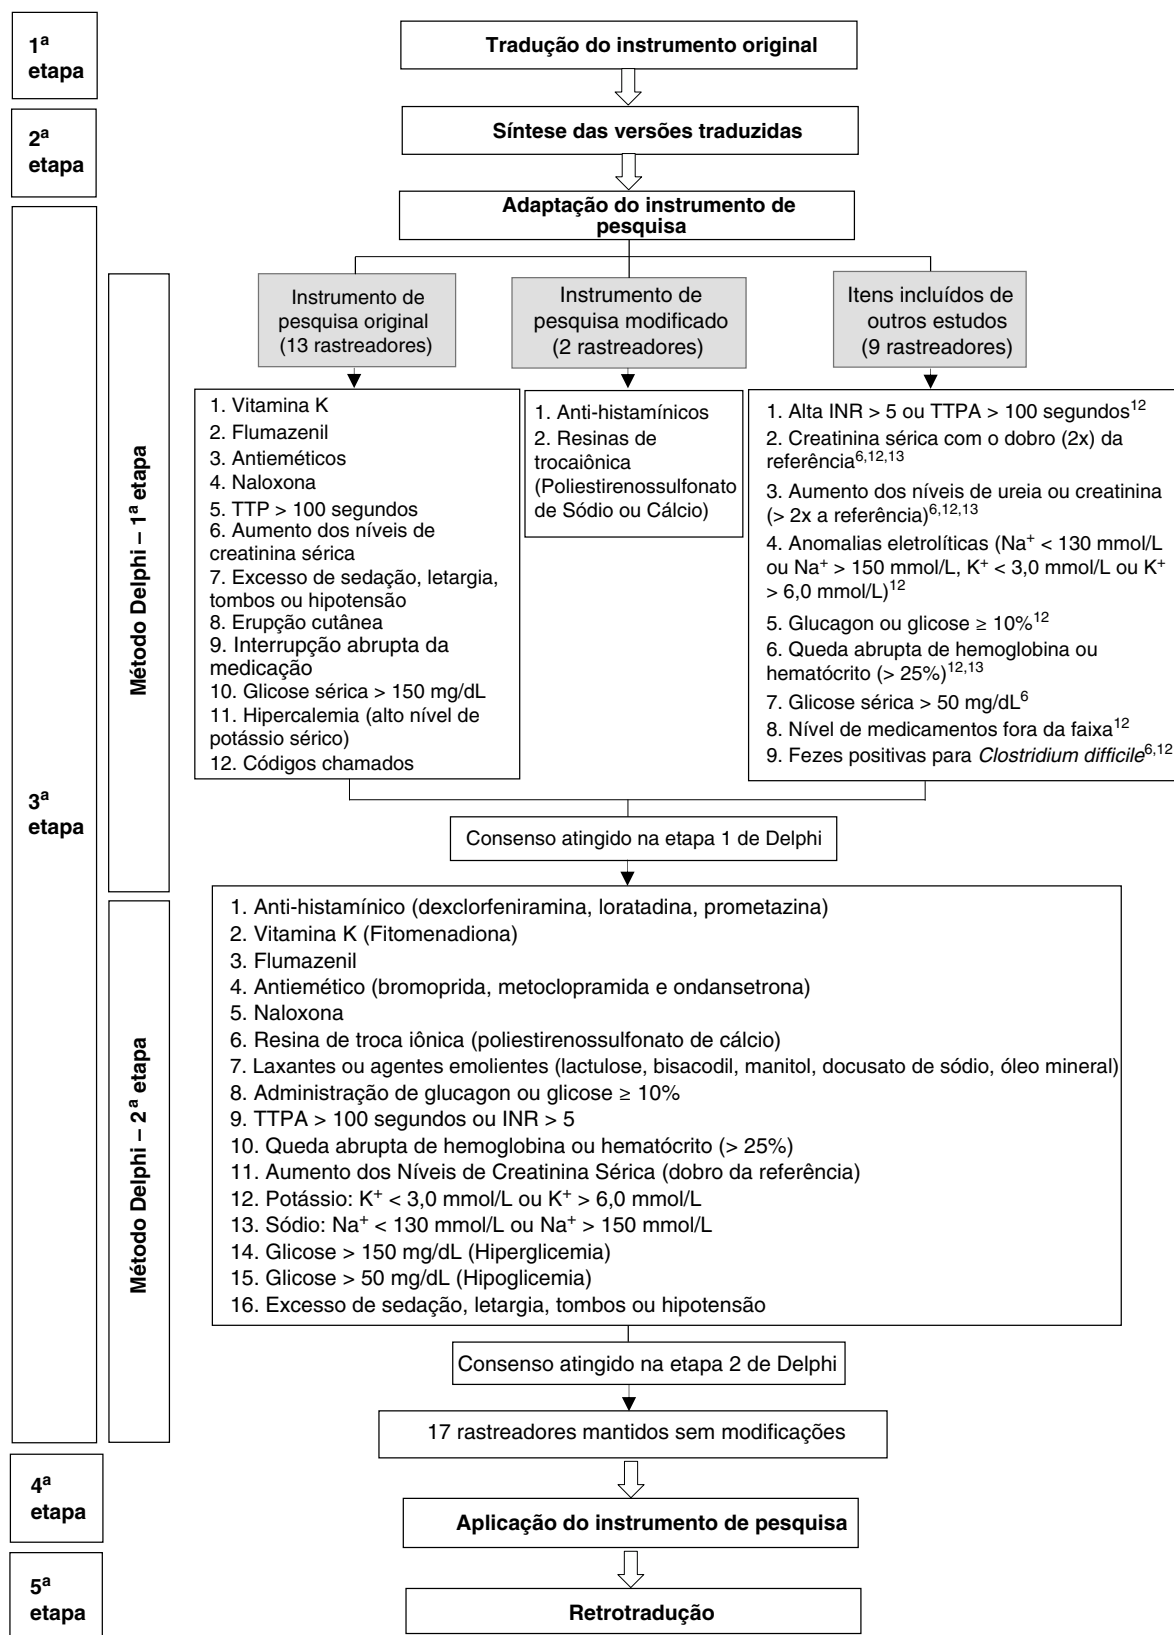 1ª
etapa
Tradução do instrumento original
2ª
etapa
Síntese das versões traduzidas
3ª
etapa
Adaptação do instrumento de
pesquisa
Método Delphi – 1ª etapa
Instrumento de
pesquisa original
(13 rastreadores)
Instrumento de
pesquisa modificado
(2 rastreadores)
Itens incluídos de
outros estudos
(9 rastreadores)
1. Vitamina K
2. Flumazenil
3. Antieméticos
4. Naloxona
5. TTP > 100 segundos
6. Aumento dos níveis de
creatinina sérica
7. Excesso de sedação, letargia,
tombos ou hipotensão
8. Erupção cutânea
9. Interrupção abrupta da
medicação
10. Glicose sérica > 150 mg/dL
11. Hipercalemia (alto nível de
potássio sérico)
12. Códigos chamados
1. Anti-histamínicos
2. Resinas de
trocaiônica
(Poliestirenossulfonato
de Sódio ou Cálcio)
1. Alta INR > 5 ou TTPA > 100 segundos¹²
2. Creatinina sérica com o dobro (2x) da
referência⁶,¹²,¹³
3. Aumento dos níveis de ureia ou creatinina
(> 2x a referência)⁶,¹²,¹³
4. Anomalias eletrolíticas (Na⁺ < 130 mmol/L
ou Na⁺ > 150 mmol/L, K⁺ < 3,0 mmol/L ou K⁺
> 6,0 mmol/L)¹²
5. Glucagon ou glicose ≥ 10%¹²
6. Queda abrupta de hemoglobina ou
hematócrito (> 25%)¹²,¹³
7. Glicose sérica > 50 mg/dL⁶
8. Nível de medicamentos fora da faixa¹²
9. Fezes positivas para Clostridium difficile⁶,¹²
Consenso atingido na etapa 1 de Delphi
Método Delphi – 2ª etapa
1. Anti-histamínico (dexclorfeniramina, loratadina, prometazina)
2. Vitamina K (Fitomenadiona)
3. Flumazenil
4. Antiemético (bromoprida, metoclopramida e ondansetrona)
5. Naloxona
6. Resina de troca iônica (poliestirenossulfonato de cálcio)
7. Laxantes ou agentes emolientes (lactulose, bisacodil, manitol, docusato de sódio, óleo mineral)
8. Administração de glucagon ou glicose ≥ 10%
9. TTPA > 100 segundos ou INR > 5
10. Queda abrupta de hemoglobina ou hematócrito (> 25%)
11. Aumento dos Níveis de Creatinina Sérica (dobro da referência)
12. Potássio: K⁺ < 3,0 mmol/L ou K⁺ > 6,0 mmol/L
13. Sódio: Na⁺ < 130 mmol/L ou Na⁺ > 150 mmol/L
14. Glicose > 150 mg/dL (Hiperglicemia)
15. Glicose > 50 mg/dL (Hipoglicemia)
16. Excesso de sedação, letargia, tombos ou hipotensão
Consenso atingido na etapa 2 de Delphi
17 rastreadores mantidos sem modificações
4ª
etapa
Aplicação do instrumento de pesquisa
5ª
etapa
Retrotradução